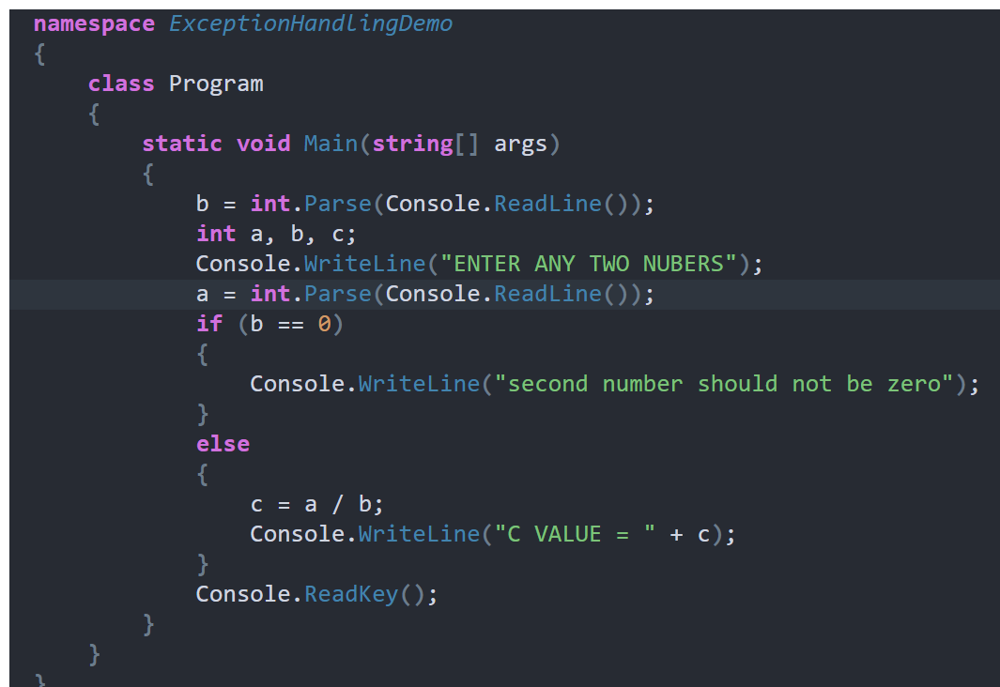 namespace ExceptionHandlingDemo
{
    class Program
    {
        static void Main(string[] args)
        {
            b = int.Parse(Console.ReadLine());
            int a, b, c;
            Console.WriteLine("ENTER ANY TWO NUBERS");
            a = int.Parse(Console.ReadLine());
            if (b == 0)
            {
                Console.WriteLine("second number should not be zero");
            }
            else
            {
                c = a / b;
                Console.WriteLine("C VALUE = " + c);
            }
            Console.ReadKey();
        }
    }
}